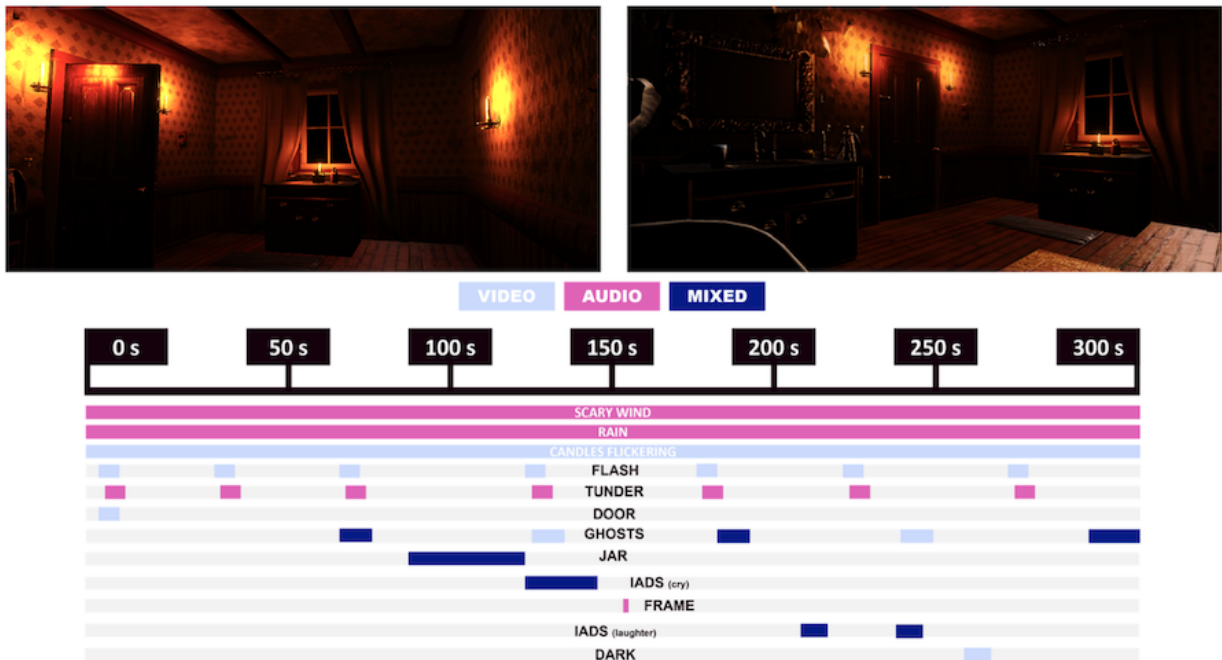 VIDEO AUDIO MIXED
0 s 50 s 100 s 150 s 200 s 250 s 300 s
SCARY WIND
RAIN
CANDLES FLICKERING
FLASH
TUNDER
DOOR
GHOSTS
JAR
IADS (cry)
FRAME
IADS (laughter)
DARK